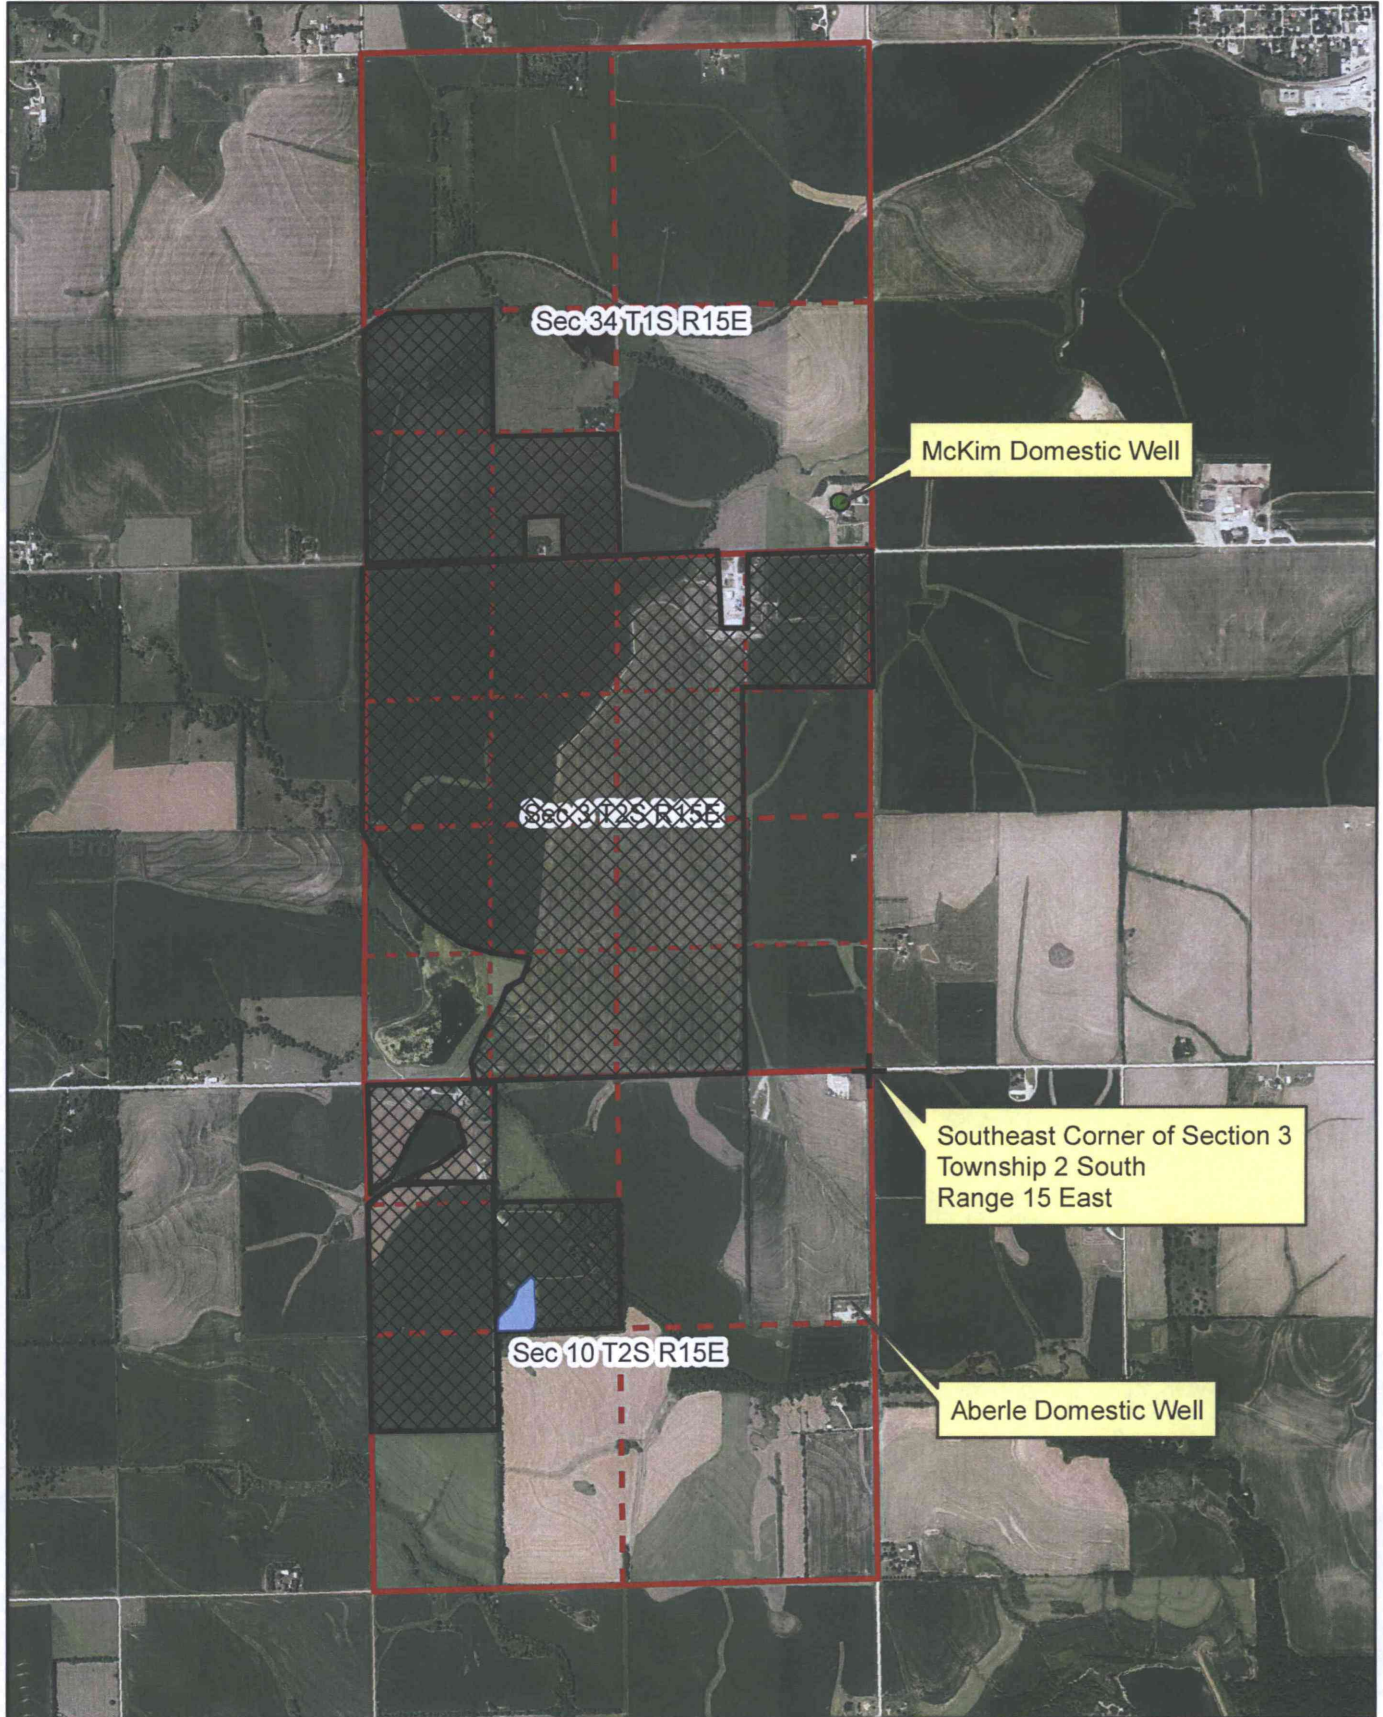 Sec 34 T1S R15E
McKim Domestic Well
Sec 3 T2S R15E
Southeast Corner of Section 3
Township 2 South
Range 15 East
Sec 10 T2S R15E
Aberle Domestic Well